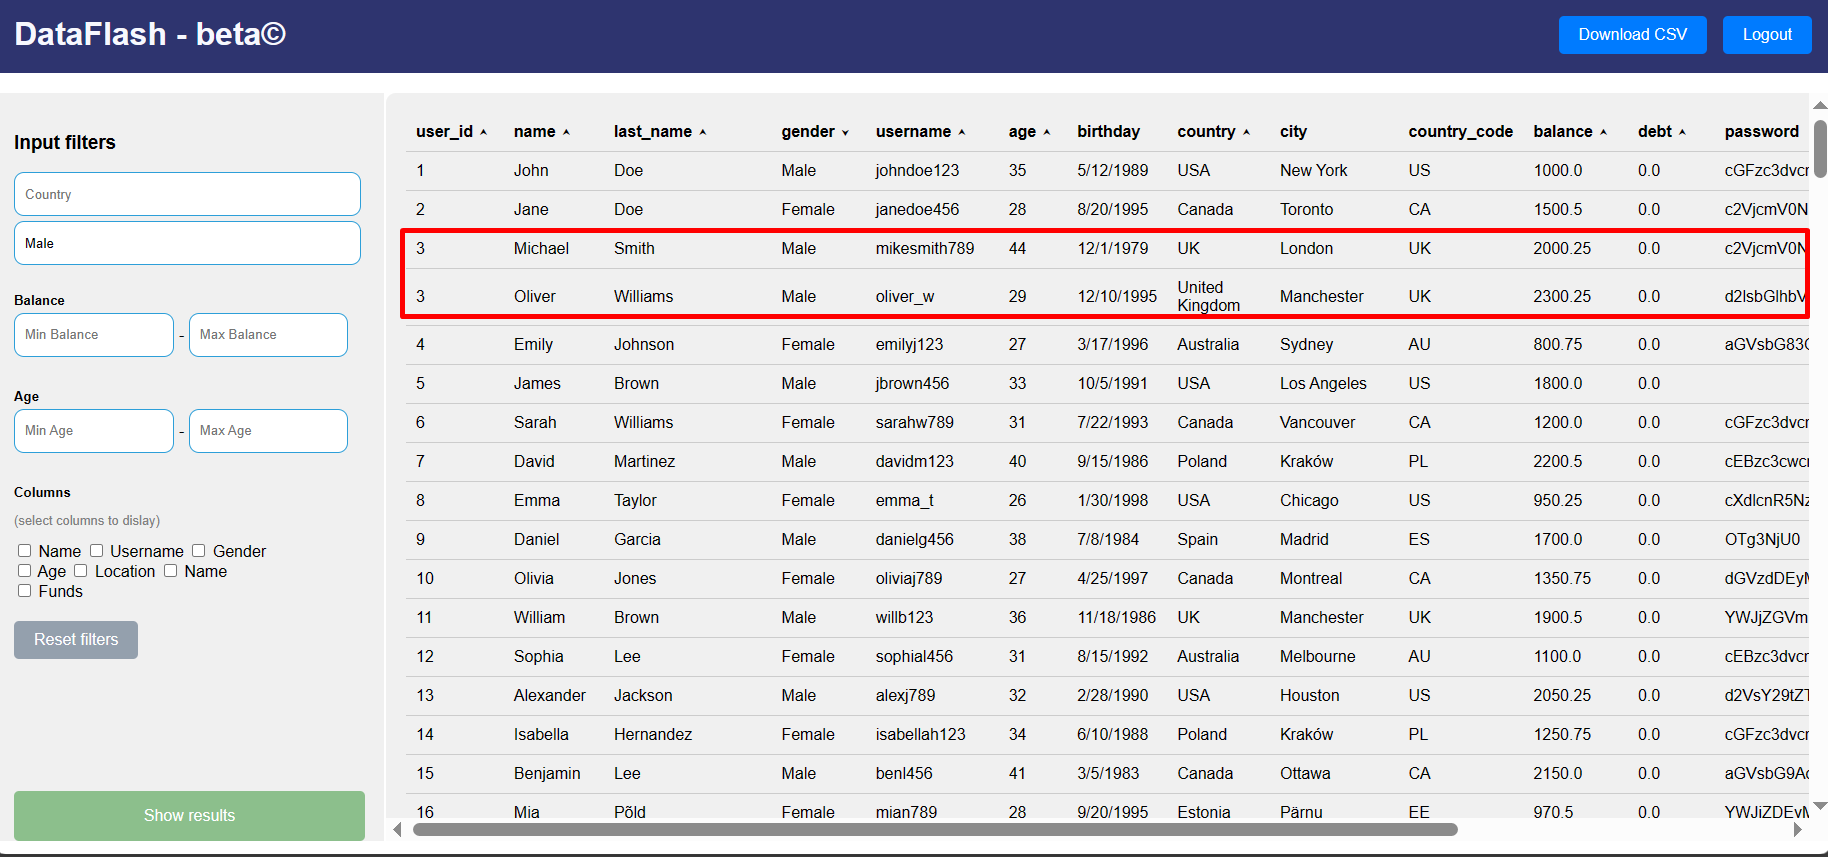 DataFlash - beta©
Download CSV
Logout
Input filters
Country
Male
Balance
Min Balance - Max Balance
Age
Min Age - Max Age
Columns
(select columns to dislay)
Name Username Gender
Age Location Name
Funds
Reset filters
Show results
user_id name last_name gender username age birthday country city country_code balance debt password
1 John Doe Male johndoe123 35 5/12/1989 USA New York US 1000.0 0.0 cGFzc3dvcr
2 Jane Doe Female janedoe456 28 8/20/1995 Canada Toronto CA 1500.5 0.0 c2VjcmV0N
3 Michael Smith Male mikesmith789 44 12/1/1979 UK London UK 2000.25 0.0 c2VjcmV0N
3 Oliver Williams Male oliver_w 29 12/10/1995 United Kingdom Manchester UK 2300.25 0.0 d2lsbGlhbV
4 Emily Johnson Female emilyj123 27 3/17/1996 Australia Sydney AU 800.75 0.0 aGVsbG83
5 James Brown Male jbrown456 33 10/5/1991 USA Los Angeles US 1800.0 0.0
6 Sarah Williams Female sarahw789 31 7/22/1993 Canada Vancouver CA 1200.0 0.0 cGFzc3dvcr
7 David Martinez Male davidm123 40 9/15/1986 Poland Kraków PL 2200.5 0.0 cEBzc3cwcr
8 Emma Taylor Female emma_t 26 1/30/1998 USA Chicago US 950.25 0.0 cXdlcnR5Nz
9 Daniel Garcia Male danielg456 38 7/8/1984 Spain Madrid ES 1700.0 0.0 OTg3NjU0
10 Olivia Jones Female oliviaj789 27 4/25/1997 Canada Montreal CA 1350.75 0.0 dGVzdDEyM
11 William Brown Male willb123 36 11/18/1986 UK Manchester UK 1900.5 0.0 YWJjZGVm
12 Sophia Lee Female sophial456 31 8/15/1992 Australia Melbourne AU 1100.0 0.0 cEBzc3dvcr
13 Alexander Jackson Male alexj789 32 2/28/1990 USA Houston US 2050.25 0.0 d2VsY29tZT
14 Isabella Hernandez Female isabellah123 34 6/10/1988 Poland Kraków PL 1250.75 0.0 cGFzc3dvcr
15 Benjamin Lee Male benl456 41 3/5/1983 Canada Ottawa CA 2150.0 0.0 aGVsbG9Ac
16 Mia Põld Female mian789 28 9/20/1995 Estonia Pärnu EE 970.5 0.0 YWJjZDEyM